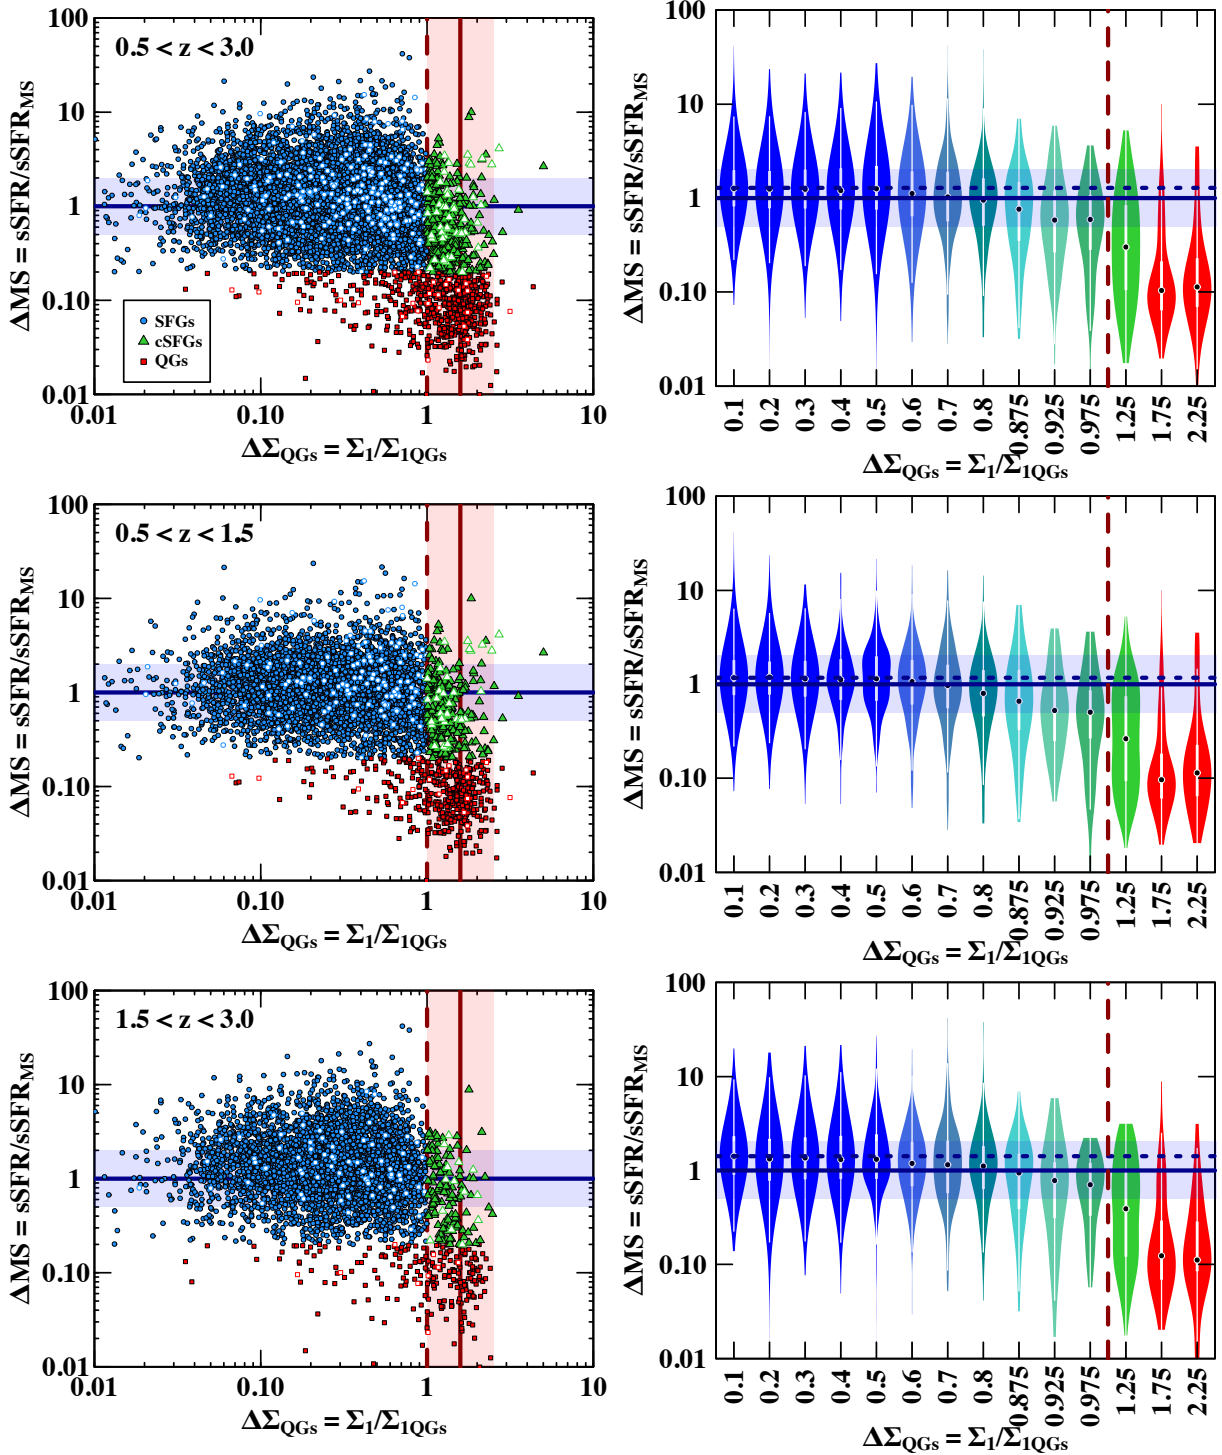 100
10
1
0.10
0.01
ΔMS = sSFR/sSFR_MS
0.5 < z < 3.0
SFGs
cSFGs
QGs
0.01 0.10 1 10
ΔΣ_QGs = Σ_1/Σ_1QGs
100
10
1
0.10
0.01
ΔMS = sSFR/sSFR_MS
0.1 0.2 0.3 0.4 0.5 0.6 0.7 0.8 0.875 0.925 0.975 1.25 1.75 2.25
ΔΣ_QGs = Σ_1/Σ_1QGs
100
10
1
0.10
0.01
ΔMS = sSFR/sSFR_MS
0.5 < z < 1.5
0.01 0.10 1 10
ΔΣ_QGs = Σ_1/Σ_1QGs
100
10
1
0.10
0.01
ΔMS = sSFR/sSFR_MS
0.1 0.2 0.3 0.4 0.5 0.6 0.7 0.8 0.875 0.925 0.975 1.25 1.75 2.25
ΔΣ_QGs = Σ_1/Σ_1QGs
100
10
1
0.10
0.01
ΔMS = sSFR/sSFR_MS
1.5 < z < 3.0
0.01 0.10 1 10
ΔΣ_QGs = Σ_1/Σ_1QGs
100
10
1
0.10
0.01
ΔMS = sSFR/sSFR_MS
0.1 0.2 0.3 0.4 0.5 0.6 0.7 0.8 0.875 0.925 0.975 1.25 1.75 2.25
ΔΣ_QGs = Σ_1/Σ_1QGs